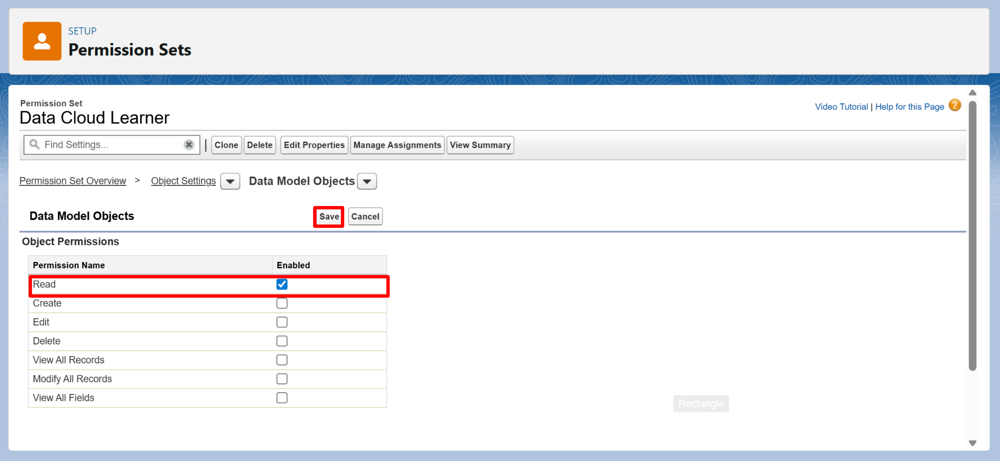 SETUP
Permission Sets
Permission Set
Data Cloud Learner
Video Tutorial | Help for this Page ?
Find Settings... | Clone Delete Edit Properties Manage Assignments View Summary
Permission Set Overview > Object Settings Data Model Objects
Data Model Objects Save Cancel
Object Permissions
Permission Name Enabled
Read
Create
Edit
Delete
View All Records
Modify All Records
View All Fields
Rectangle